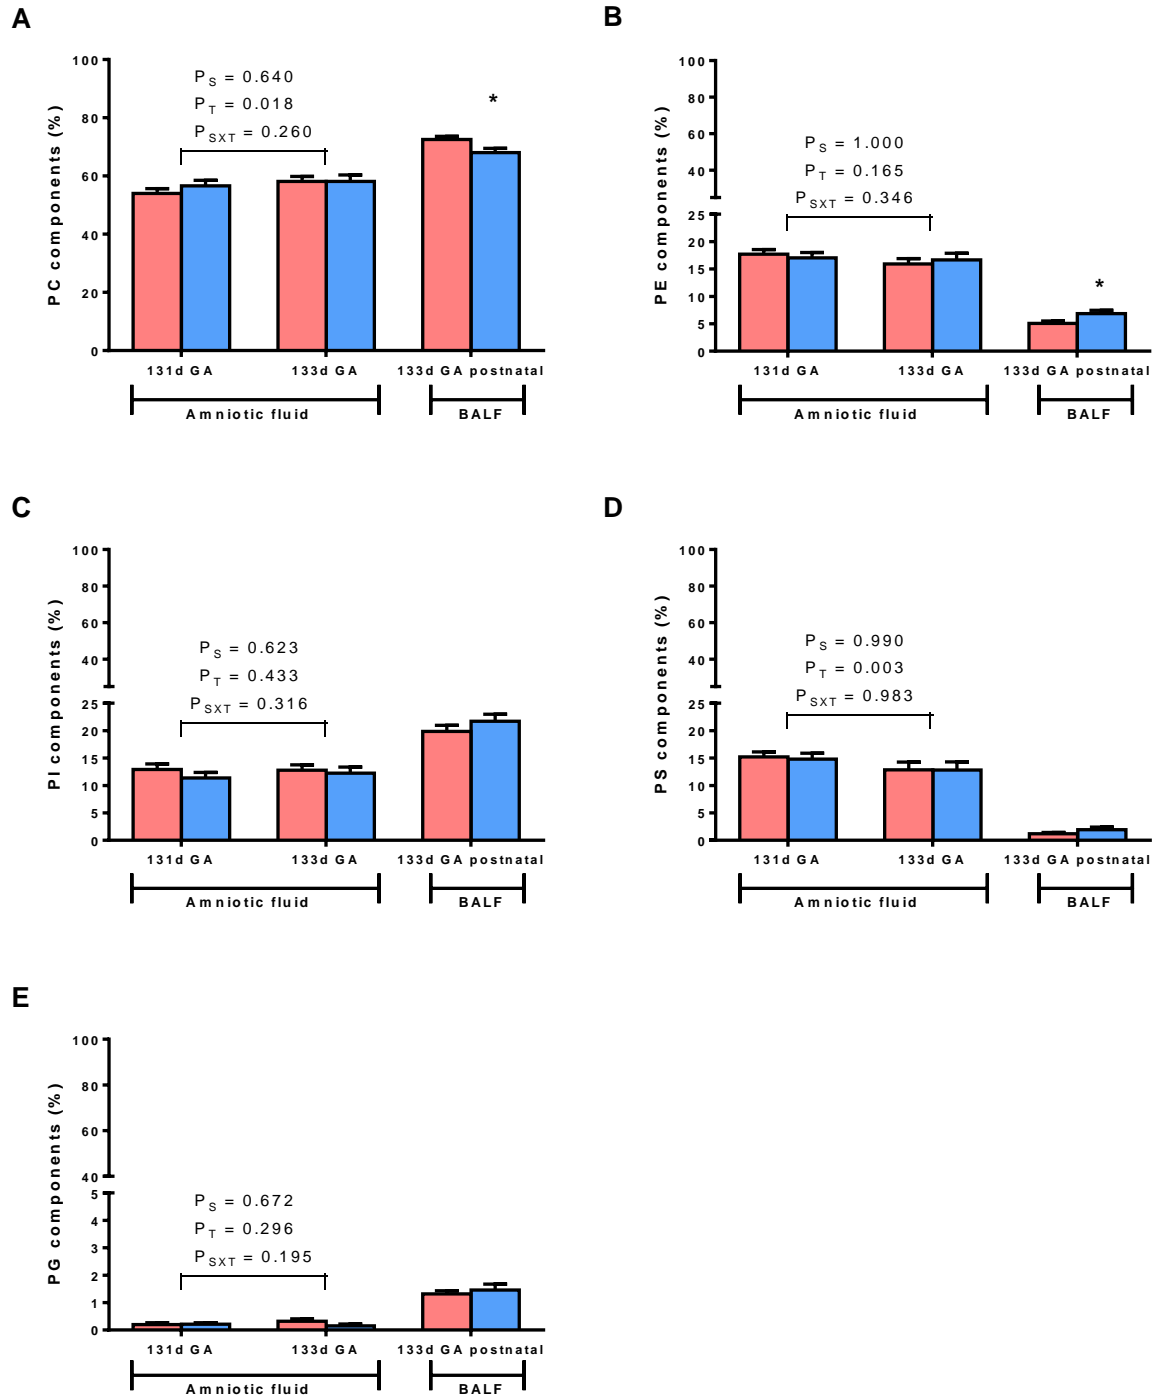 A
PC components (%)
100
80
60
40
20
0
P_S = 0.640
P_T = 0.018
P_SXT = 0.260
*
131d GA
133d GA
133d GA postnatal
Amniotic fluid
BALF
B
PE components (%)
100
80
60
40
25
20
15
10
5
0
P_S = 1.000
P_T = 0.165
P_SXT = 0.346
*
131d GA
133d GA
133d GA postnatal
Amniotic fluid
BALF
C
PI components (%)
100
80
60
40
25
20
15
10
5
0
P_S = 0.623
P_T = 0.433
P_SXT = 0.316
131d GA
133d GA
133d GA postnatal
Amniotic fluid
BALF
D
PS components (%)
100
80
60
40
25
20
15
10
5
0
P_S = 0.990
P_T = 0.003
P_SXT = 0.983
131d GA
133d GA
133d GA postnatal
Amniotic fluid
BALF
E
PG components (%)
100
80
60
40
5
4
3
2
1
0
P_S = 0.672
P_T = 0.296
P_SXT = 0.195
131d GA
133d GA
133d GA postnatal
Amniotic fluid
BALF